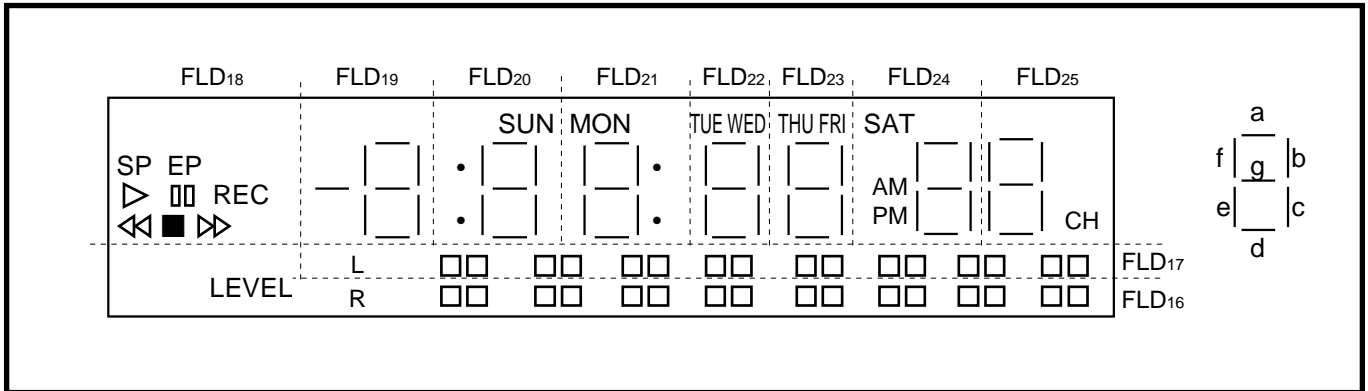 FLD18 FLD19 FLD20 FLD21 FLD22 FLD23 FLD24 FLD25
SUN MON TUE WED THU FRI SAT
SP EP
REC
AM
PM
CH
L FLD17
LEVEL
R FLD16
a
f g b
e c
d